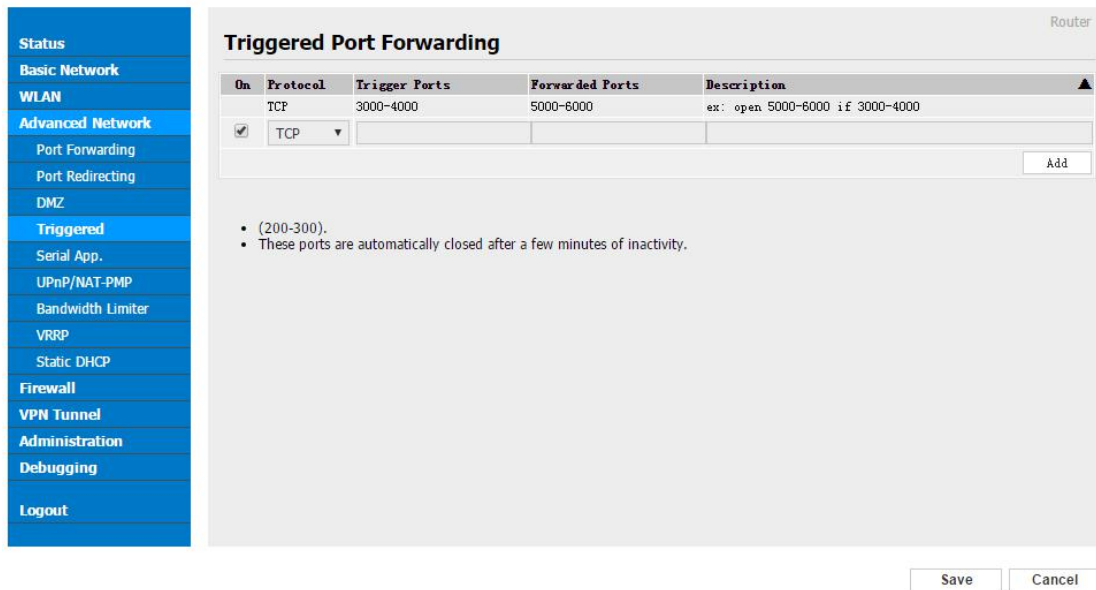 Router
Status
Basic Network
WLAN
Advanced Network
Port Forwarding
Port Redirecting
DMZ
Triggered
Serial App.
UPnP/NAT-PMP
Bandwidth Limiter
VRRP
Static DHCP
Firewall
VPN Tunnel
Administration
Debugging
Logout
Triggered Port Forwarding
On Protocol Trigger Ports Forwarded Ports Description
TCP 3000-4000 5000-6000 ex: open 5000-6000 if 3000-4000
TCP
Add
• (200-300).
• These ports are automatically closed after a few minutes of inactivity.
Save Cancel